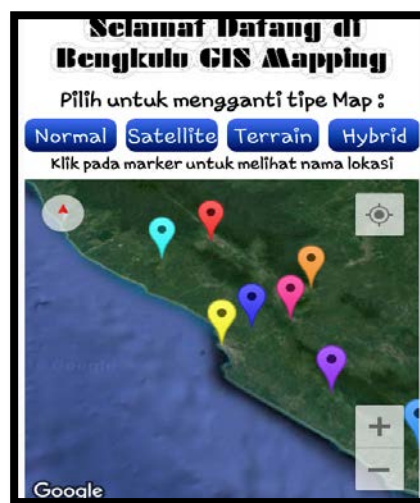 Selamat Datang di
Bengkulu GIS Mapping
Pilih untuk mengganti tipe Map :
Normal Satellite Terrain Hybrid
Klik pada marker untuk melihat nama lokasi
Google